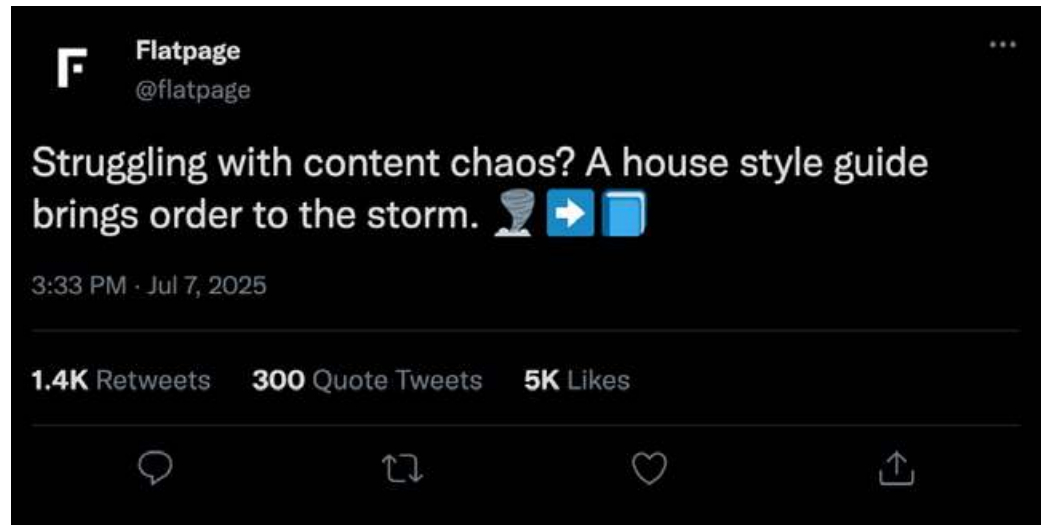 Flatpage
@flatpage
Struggling with content chaos? A house style guide
brings order to the storm. 🌪️➡️📘
3:33 PM · Jul 7, 2025
1.4K Retweets 300 Quote Tweets 5K Likes